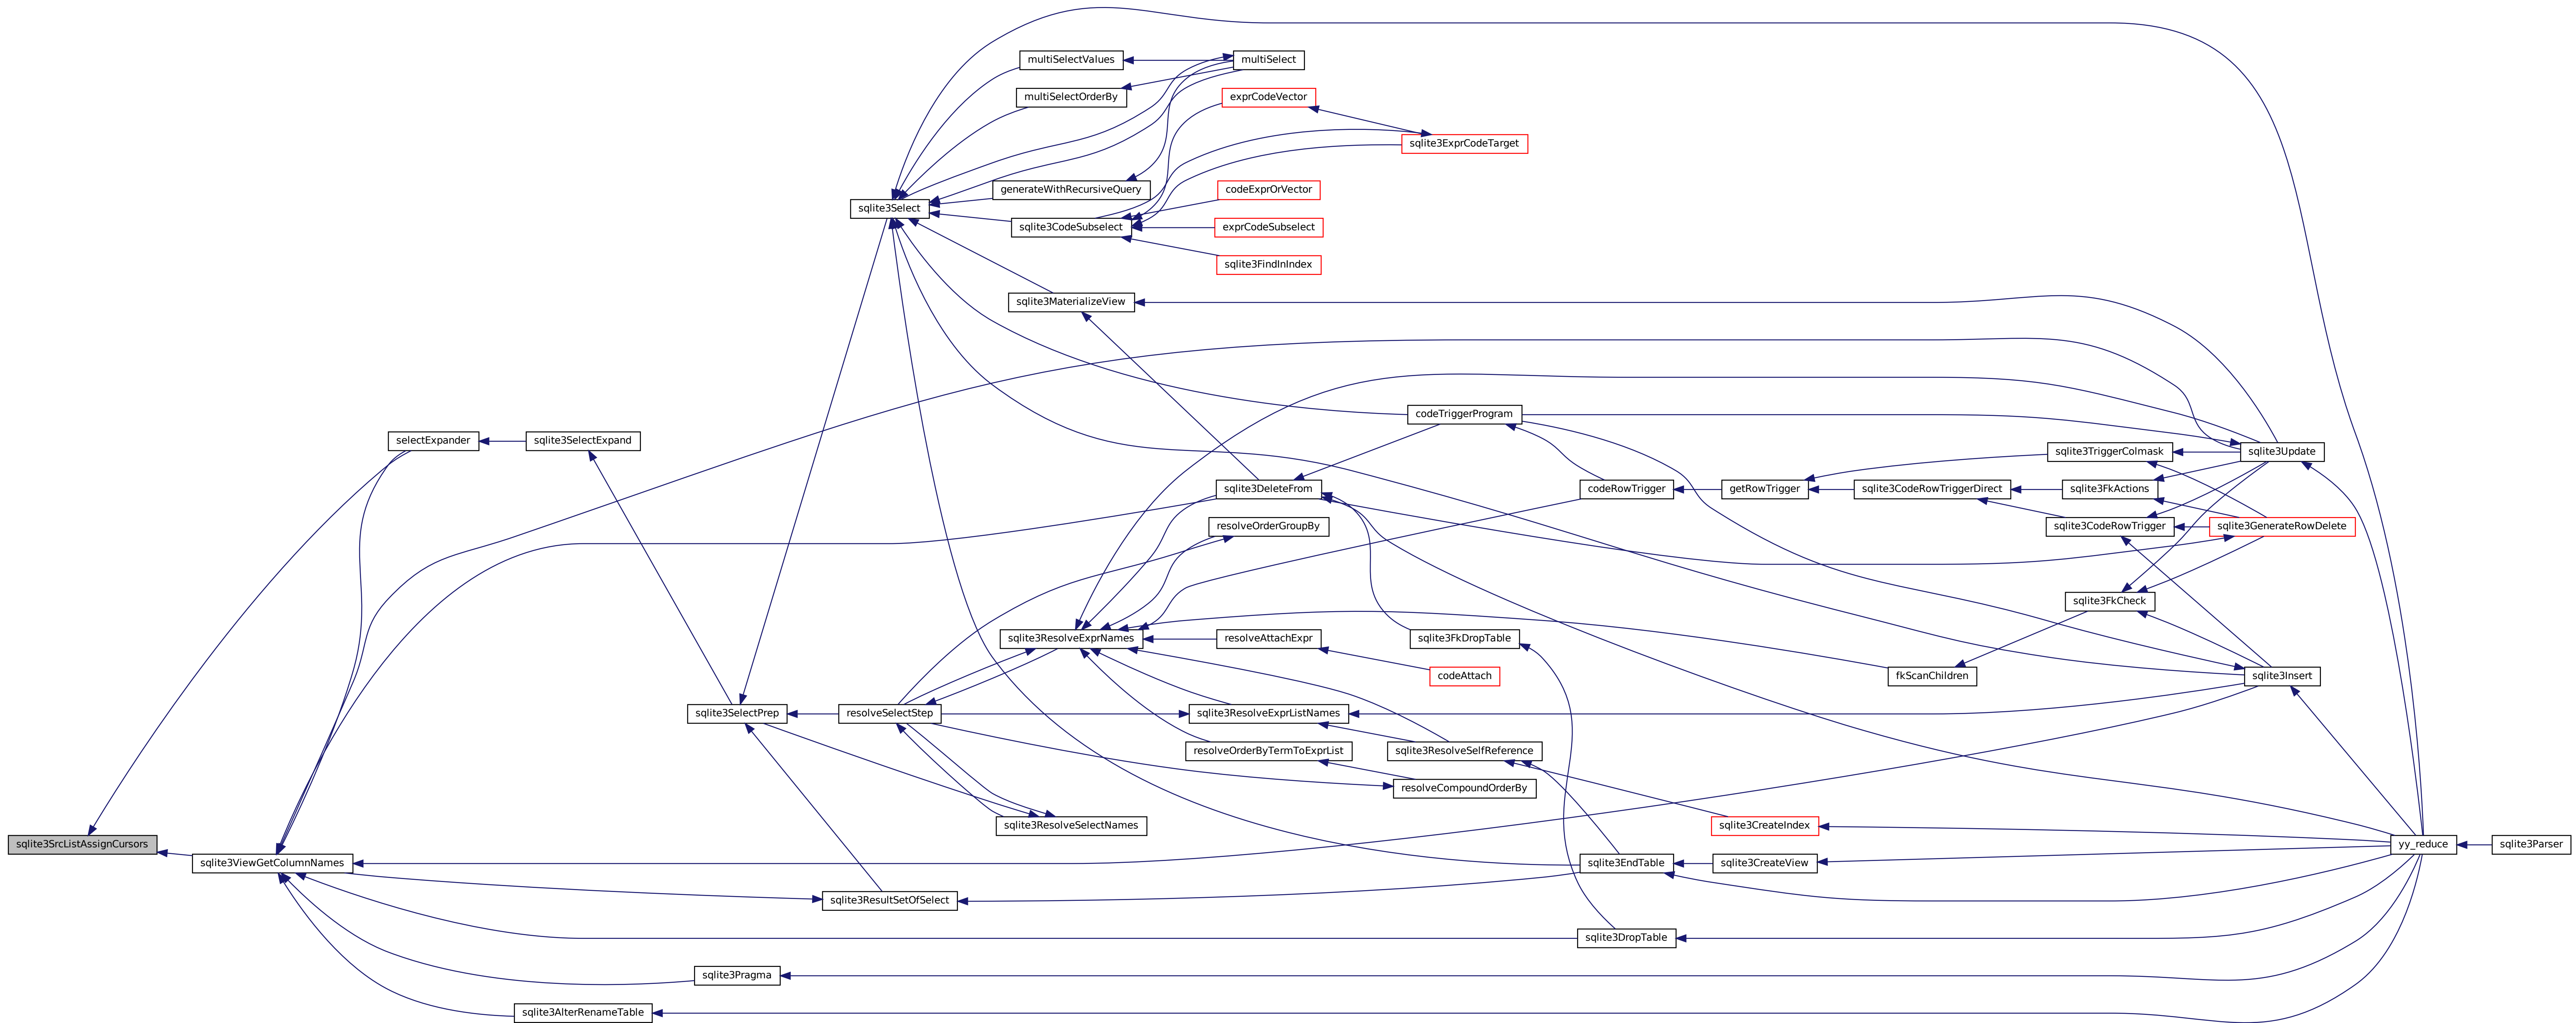 multiSelectValues
multiSelect
multiSelectOrderBy
exprCodeVector
sqlite3ExprCodeTarget
generateWithRecursiveQuery
codeExprOrVector
sqlite3Select
sqlite3CodeSubselect
exprCodeSubselect
sqlite3FindInIndex
sqlite3MaterializeView
codeTriggerProgram
selectExpander
sqlite3SelectExpand
sqlite3TriggerColmask
sqlite3Update
sqlite3DeleteFrom
codeRowTrigger
getRowTrigger
sqlite3CodeRowTriggerDirect
sqlite3FkActions
resolveOrderGroupBy
sqlite3CodeRowTrigger
sqlite3GenerateRowDelete
sqlite3FkCheck
sqlite3ResolveExprNames
resolveAttachExpr
sqlite3FkDropTable
codeAttach
fkScanChildren
sqlite3Insert
sqlite3SelectPrep
resolveSelectStep
sqlite3ResolveExprListNames
resolveOrderByTermToExprList
sqlite3ResolveSelfReference
resolveCompoundOrderBy
sqlite3ResolveSelectNames
sqlite3CreateIndex
sqlite3SrcListAssignCursors
yy_reduce
sqlite3Parser
sqlite3ViewGetColumnNames
sqlite3EndTable
sqlite3CreateView
sqlite3ResultSetOfSelect
sqlite3DropTable
sqlite3Pragma
sqlite3AlterRenameTable